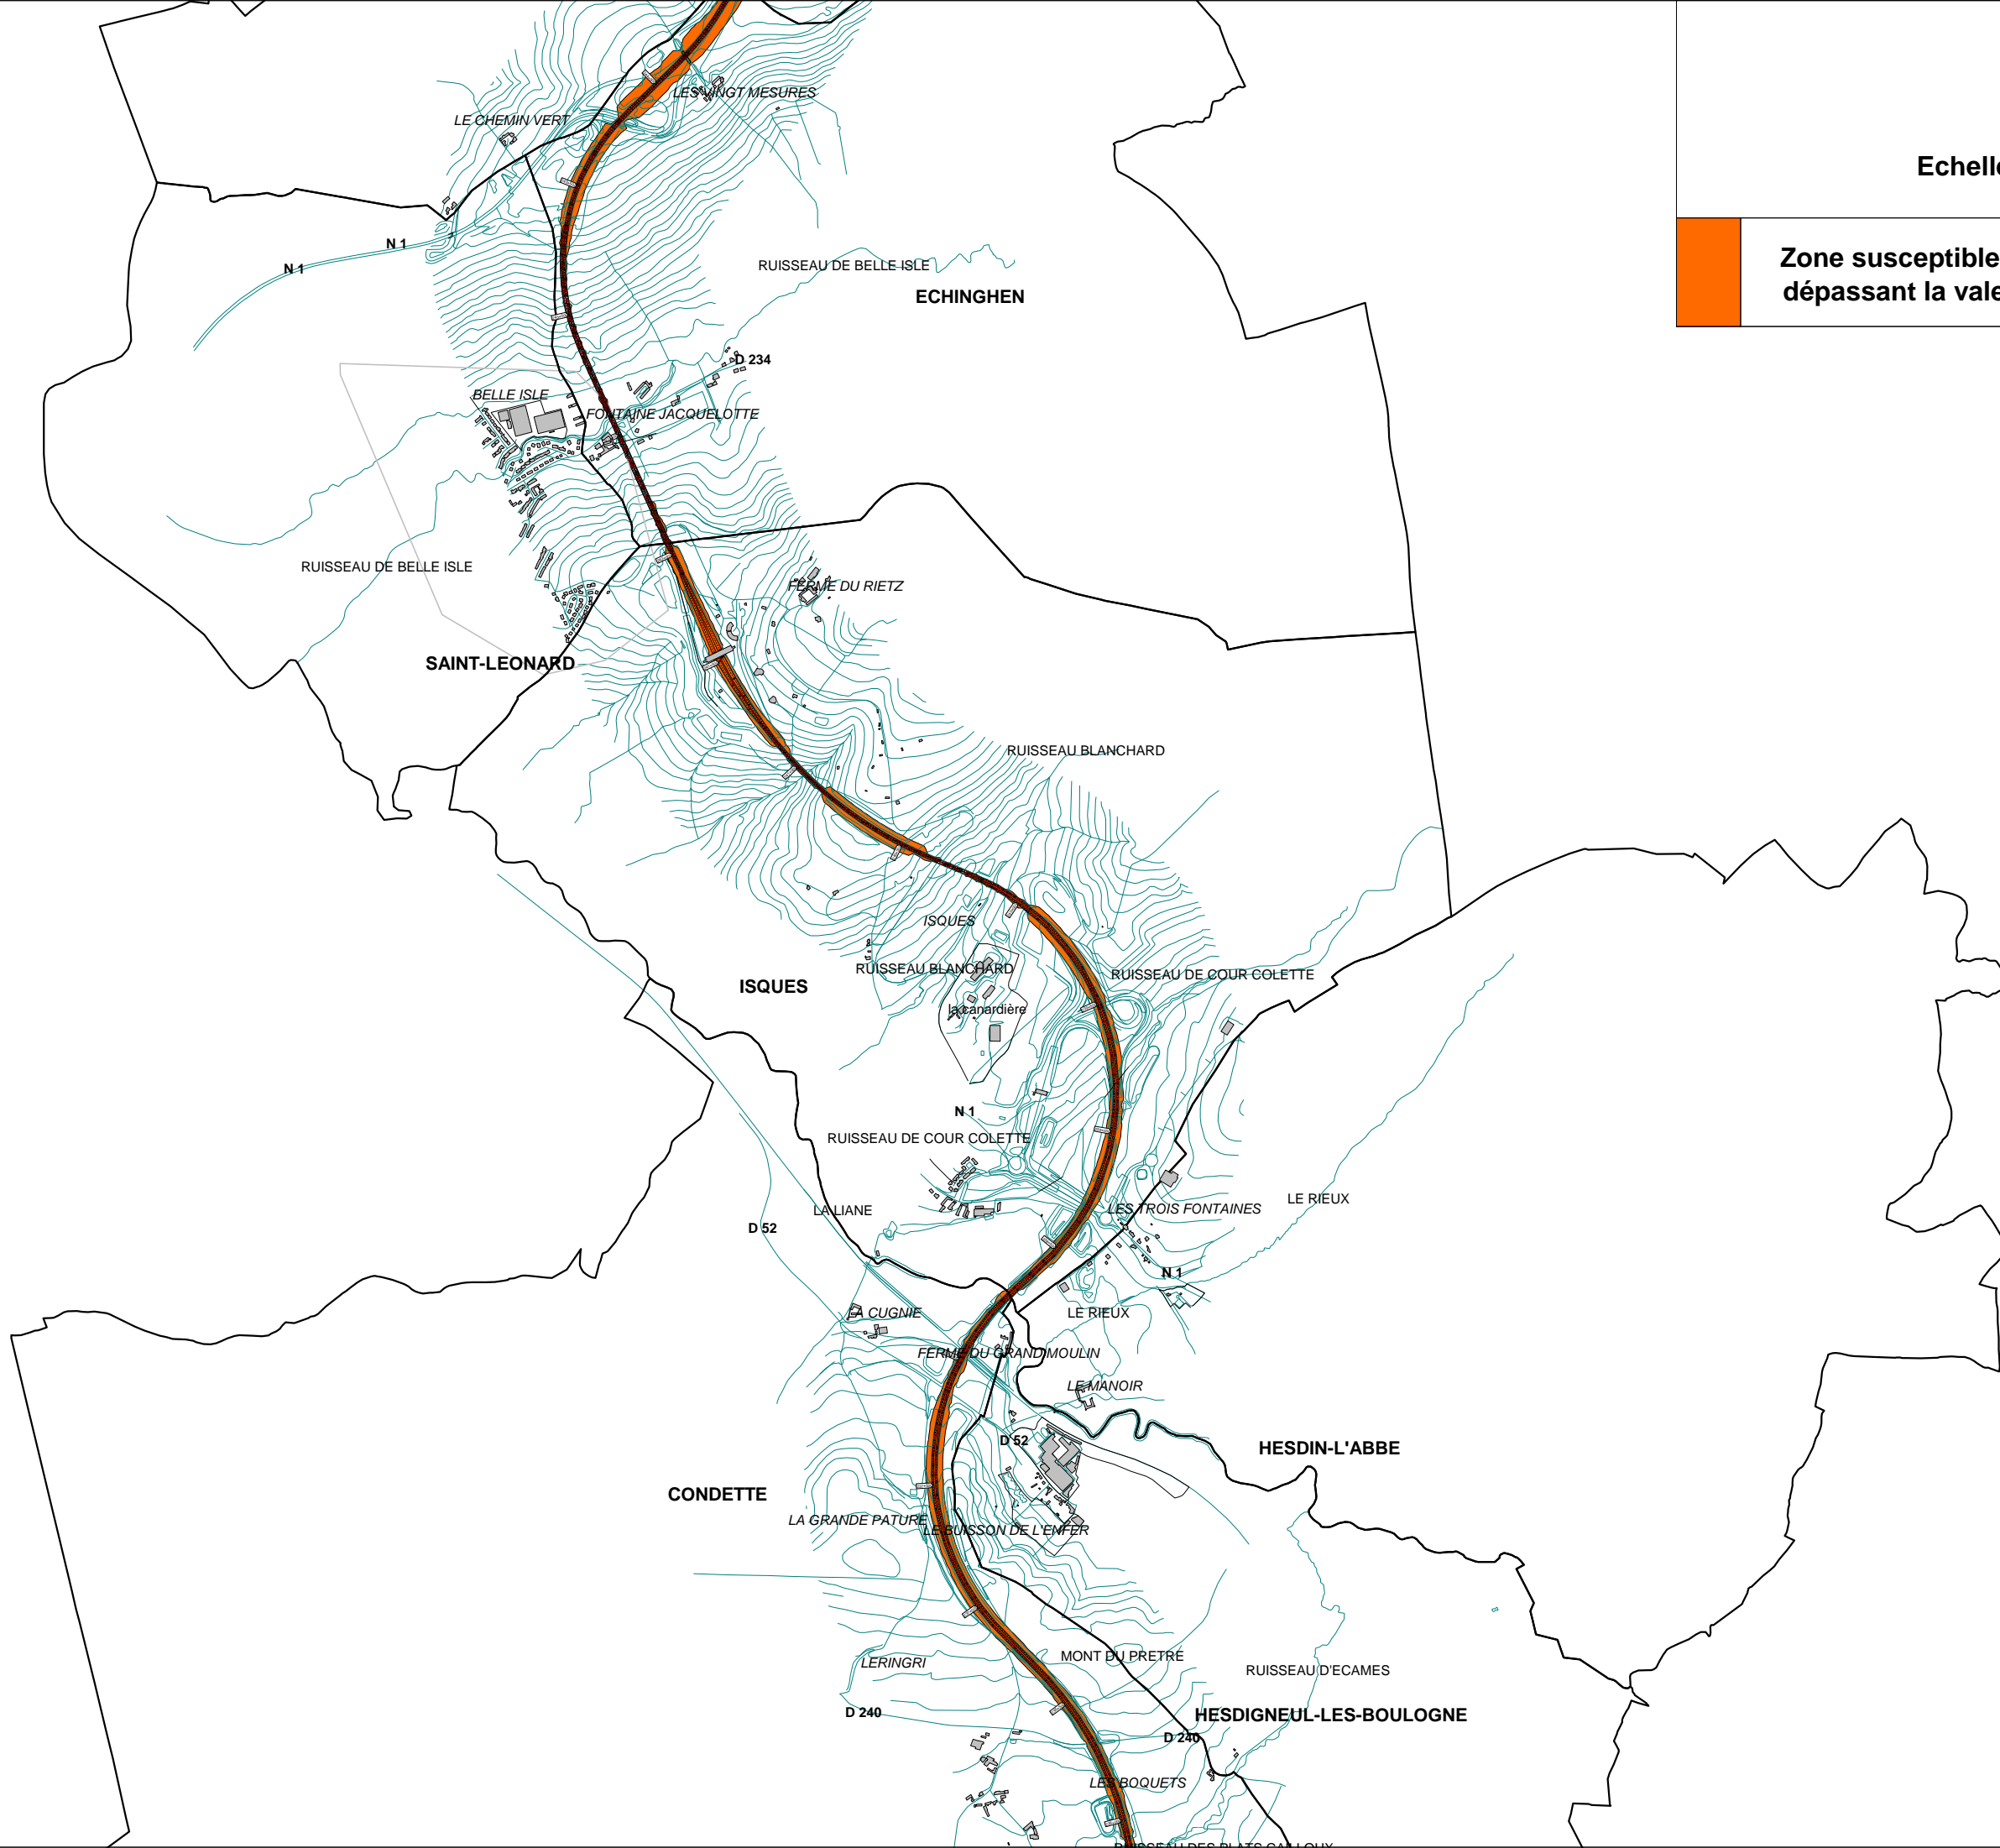 LES VINGT MESURES
LE CHEMIN VERT
Echelle
N 1
N 1
RUISSEAU DE BELLE ISLE
ECHINGHEN
Zone susceptible
dépassant la vale
D 234
BELLE ISLE
FONTAINE JACQUELOTTE
RUISSEAU DE BELLE ISLE
FERME DU RIETZ
SAINT-LEONARD
RUISSEAU BLANCHARD
ISQUES
RUISSEAU BLANCHARD
RUISSEAU DE COUR COLETTE
ISQUES
la canardière
N 1
RUISSEAU DE COUR COLETTE
LE RIEUX
LES TROIS FONTAINES
LA LIANE
D 52
N 1
LA CUGNIE
LE RIEUX
FERME DU GRAND MOULIN
LE MANOIR
D 52
HESDIN-L'ABBE
CONDETTE
LA GRANDE PATURE
LE BUISSON DE L'ENFER
MONT DU PRETRE
LERINGRI
RUISSEAU D'ECAMES
D 240
HESDIGNEUL-LES-BOULOGNE
D 240
LES BOQUETS
RUISSEAU DES PLATS CAILLOUX